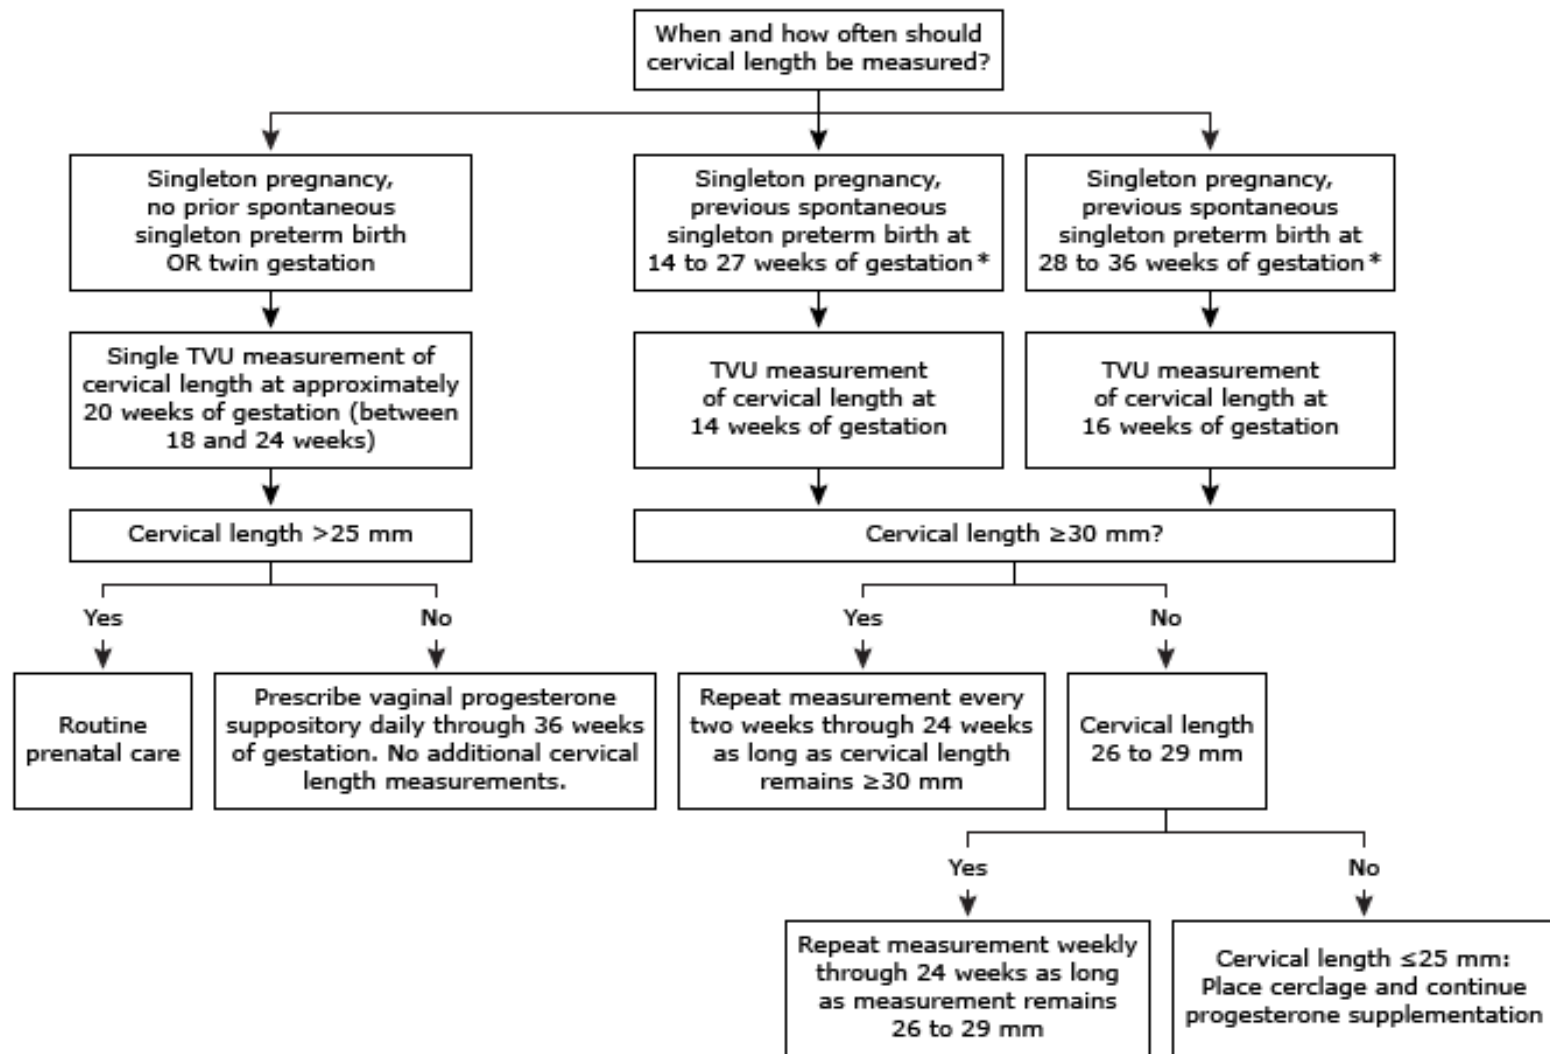 When and how often should
cervical length be measured?
Singleton pregnancy,
no prior spontaneous
singleton preterm birth
OR twin gestation
Singleton pregnancy,
previous spontaneous
singleton preterm birth at
14 to 27 weeks of gestation*
Singleton pregnancy,
previous spontaneous
singleton preterm birth at
28 to 36 weeks of gestation*
Single TVU measurement of
cervical length at approximately
20 weeks of gestation (between
18 and 24 weeks)
TVU measurement
of cervical length at
14 weeks of gestation
TVU measurement
of cervical length at
16 weeks of gestation
Cervical length >25 mm
Cervical length ≥30 mm?
Yes
No
Yes
No
Routine
prenatal care
Prescribe vaginal progesterone
suppository daily through 36 weeks
of gestation. No additional cervical
length measurements.
Repeat measurement every
two weeks through 24 weeks
as long as cervical length
remains ≥30 mm
Cervical length
26 to 29 mm
Yes
No
Repeat measurement weekly
through 24 weeks as long
as measurement remains
26 to 29 mm
Cervical length ≤25 mm:
Place cerclage and continue
progesterone supplementation